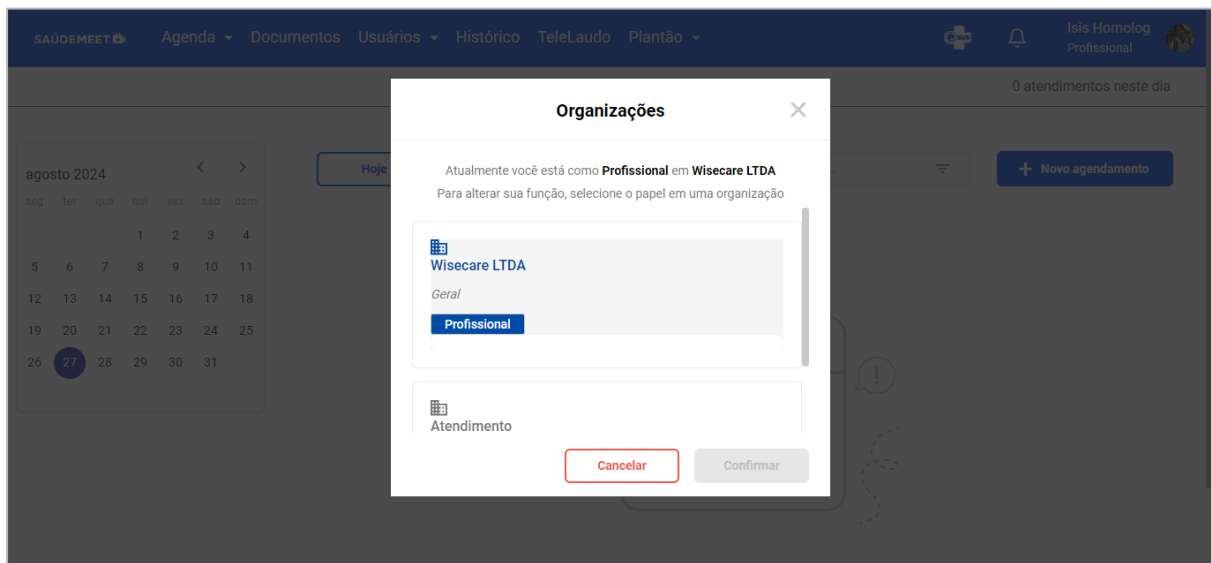 SAÚDEMEET Agenda Documentos Usuários Histórico TeleLaudo Plantão e SUS Isis Homolog
Profissional
0 atendimentos neste dia
Organizações
Atualmente você está como Profissional em Wisecare LTDA
Para alterar sua função, selecione o papel em uma organização
agosto 2024
seg ter qua qui sex sáb dom
1 2 3 4
5 6 7 8 9 10 11
12 13 14 15 16 17 18
19 20 21 22 23 24 25
26 27 28 29 30 31
Hoje
+ Novo agendamento
Wisecare LTDA
Geral
Profissional
Atendimento
Cancelar Confirmar